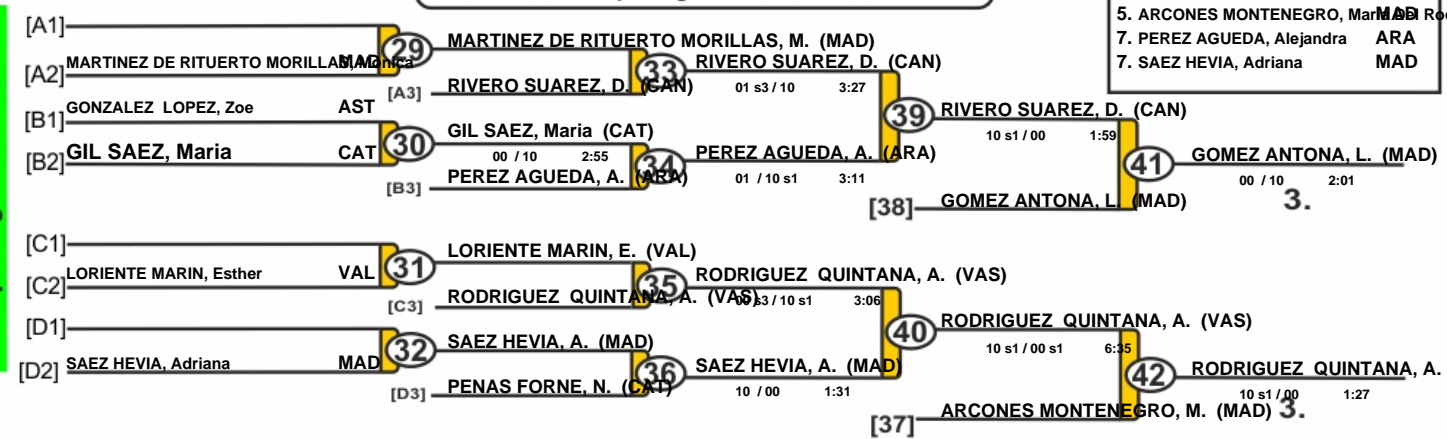 5. ARCONES MONTENEGRO, Maria Del Ro MAD
7. PEREZ AGUEDA, Alejandra ARA
7. SAEZ HEVIA, Adriana MAD
[A1]
[A2] MARTINEZ DE RITUERTO MORILLAS, Monica MAD
29
MARTINEZ DE RITUERTO MORILLAS, M. (MAD)
[A3] RIVERO SUAREZ, D. (CAN)
33
RIVERO SUAREZ, D. (CAN)
01 s3 / 10 3:27
[B1] GONZALEZ LOPEZ, Zoe AST
[B2] GIL SAEZ, Maria CAT
30
GIL SAEZ, Maria (CAT)
00 / 10 2:55
[B3] PEREZ AGUEDA, A. (ARA)
34
PEREZ AGUEDA, A. (ARA)
01 / 10 s1 3:11
39
RIVERO SUAREZ, D. (CAN)
10 s1 / 00 1:59
[38] GOMEZ ANTONA, L. (MAD)
41
GOMEZ ANTONA, L. (MAD)
00 / 10 2:01
3.
[C1]
[C2] LORIENTE MARIN, Esther VAL
31
LORIENTE MARIN, E. (VAL)
[C3] RODRIGUEZ QUINTANA, A. (VAS)
35
RODRIGUEZ QUINTANA, A. (VAS)
00 s3 / 10 s1 3:06
[D1]
[D2] SAEZ HEVIA, Adriana MAD
32
SAEZ HEVIA, A. (MAD)
[D3] PENAS FORNE, N. (CAT)
36
SAEZ HEVIA, A. (MAD)
10 / 00 1:31
40
RODRIGUEZ QUINTANA, A. (VAS)
10 s1 / 00 s1 6:35
[37] ARCONES MONTENEGRO, M. (MAD)
42
RODRIGUEZ QUINTANA, A.
10 s1 / 00 1:27
3.